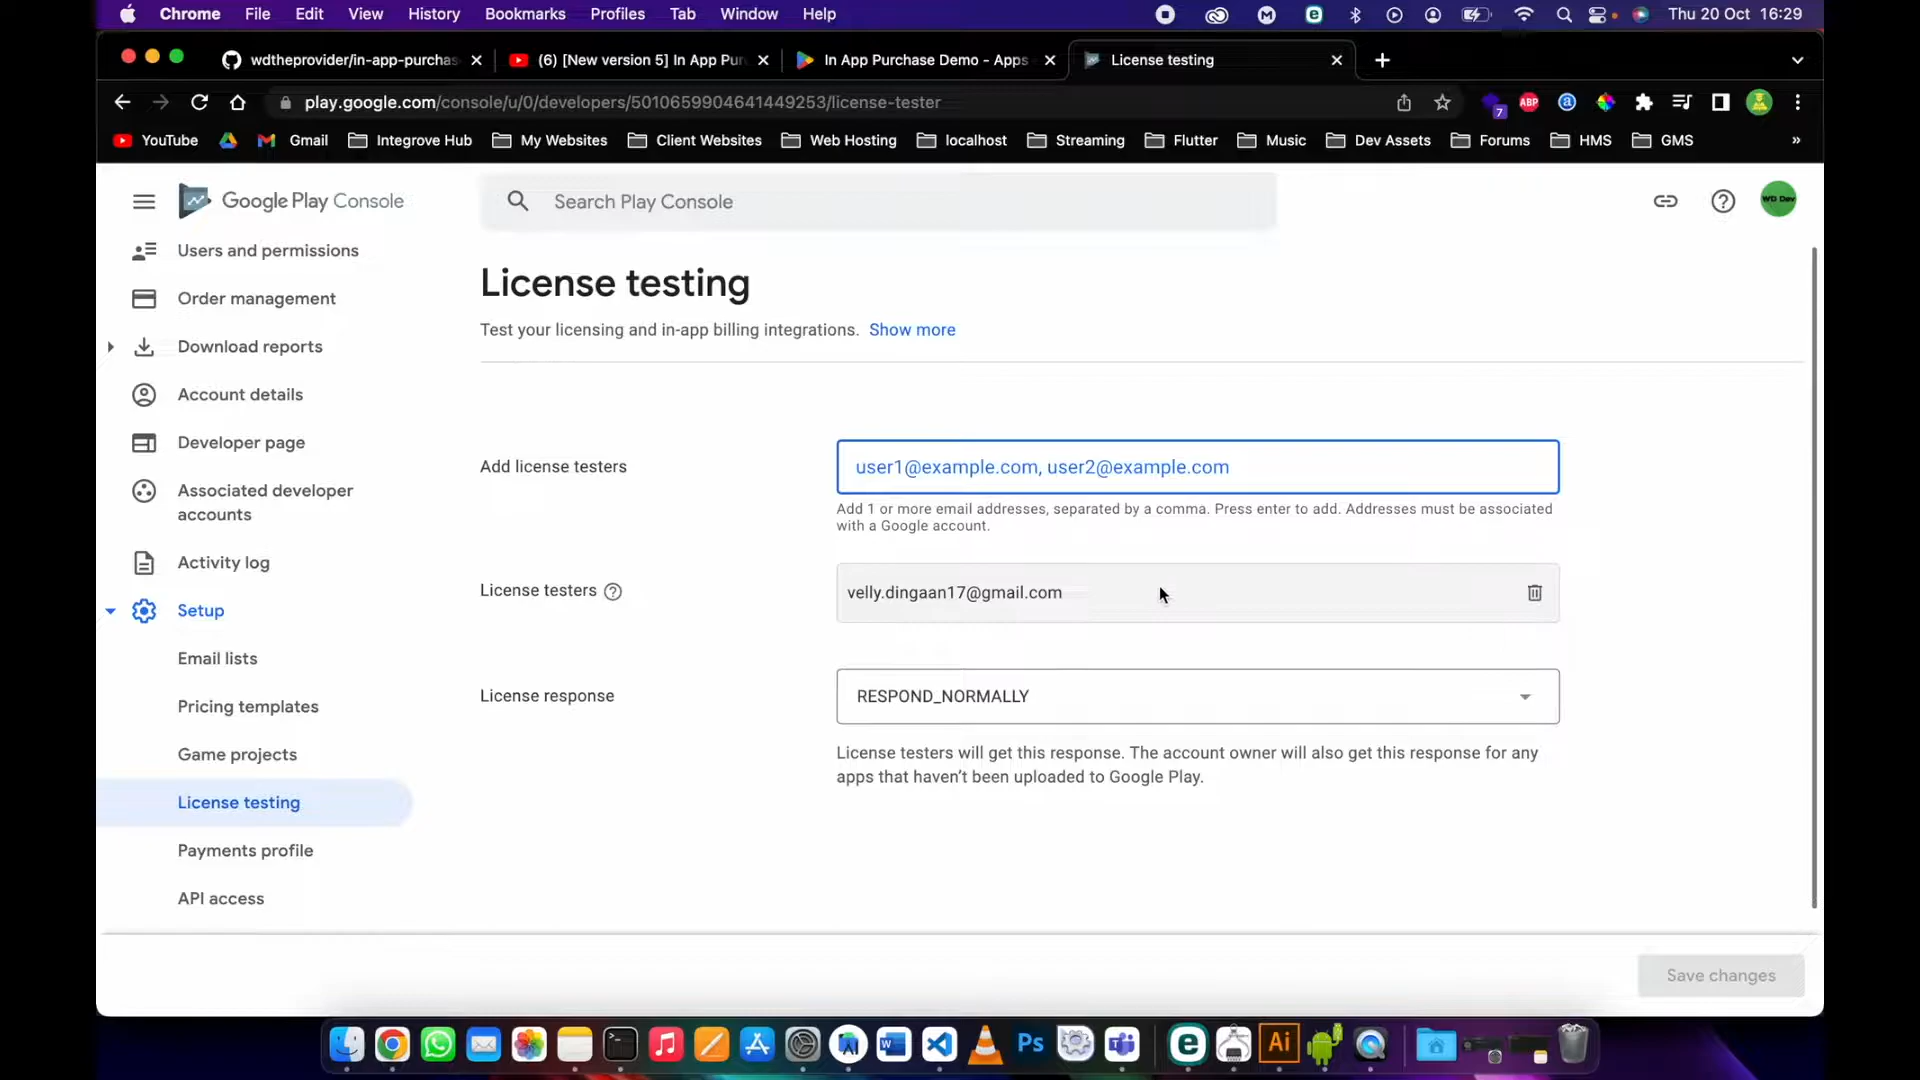 Chrome File Edit View History Bookmarks Profiles Tab Window Help Thu 20 Oct 16:29
wdtheprovider/in-app-purchas (6) [New version 5] In App Pur In App Purchase Demo - Apps License testing
play.google.com/console/u/0/developers/5010659904641449253/license-tester 7 ABP
YouTube Gmail Integrove Hub My Websites Client Websites Web Hosting localhost Streaming Flutter Music Dev Assets Forums HMS GMS »
Google Play Console
Search Play Console
WD Dev
Users and permissions
Order management
Download reports
Account details
Developer page
Associated developer
accounts
Activity log
Setup
Email lists
Pricing templates
Game projects
License testing
Payments profile
API access
License testing
Test your licensing and in-app billing integrations. Show more
Add license testers
user1@example.com, user2@example.com
Add 1 or more email addresses, separated by a comma. Press enter to add. Addresses must be associated
with a Google account.
License testers
velly.dingaan17@gmail.com
License response
RESPOND_NORMALLY
License testers will get this response. The account owner will also get this response for any
apps that haven't been uploaded to Google Play.
Save changes
Ps
Ai